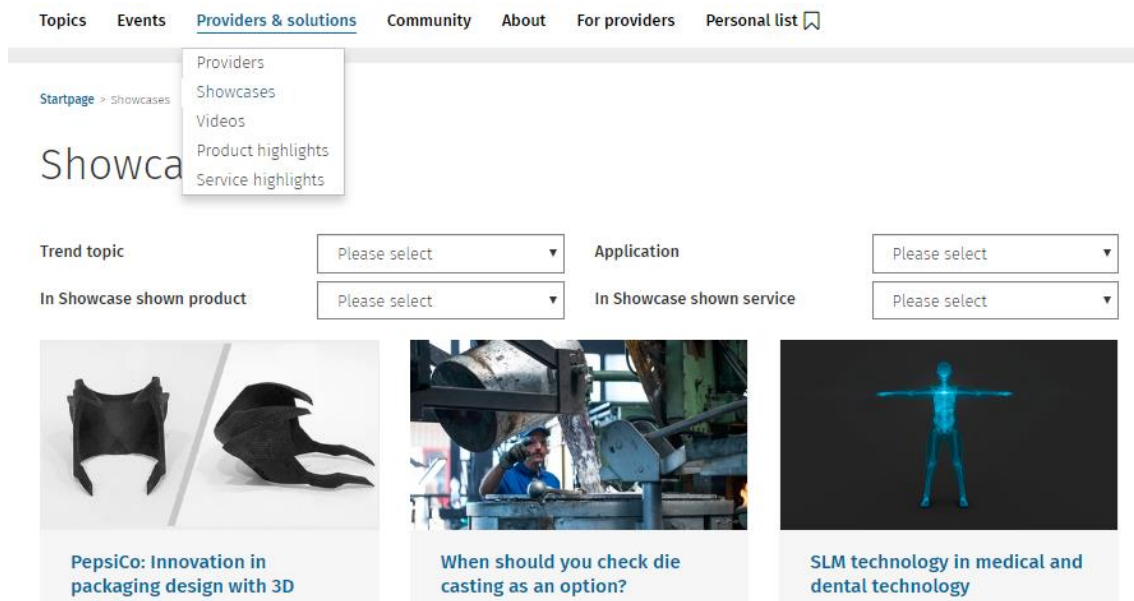 Topics Events Providers & solutions Community About For providers Personal list
Providers
Showcases
Videos
Product highlights
Service highlights
Startpage > Showcases
Showca
Trend topic Please select Application Please select
In Showcase shown product Please select In Showcase shown service Please select
PepsiCo: Innovation in
packaging design with 3D
When should you check die
casting as an option?
SLM technology in medical and
dental technology